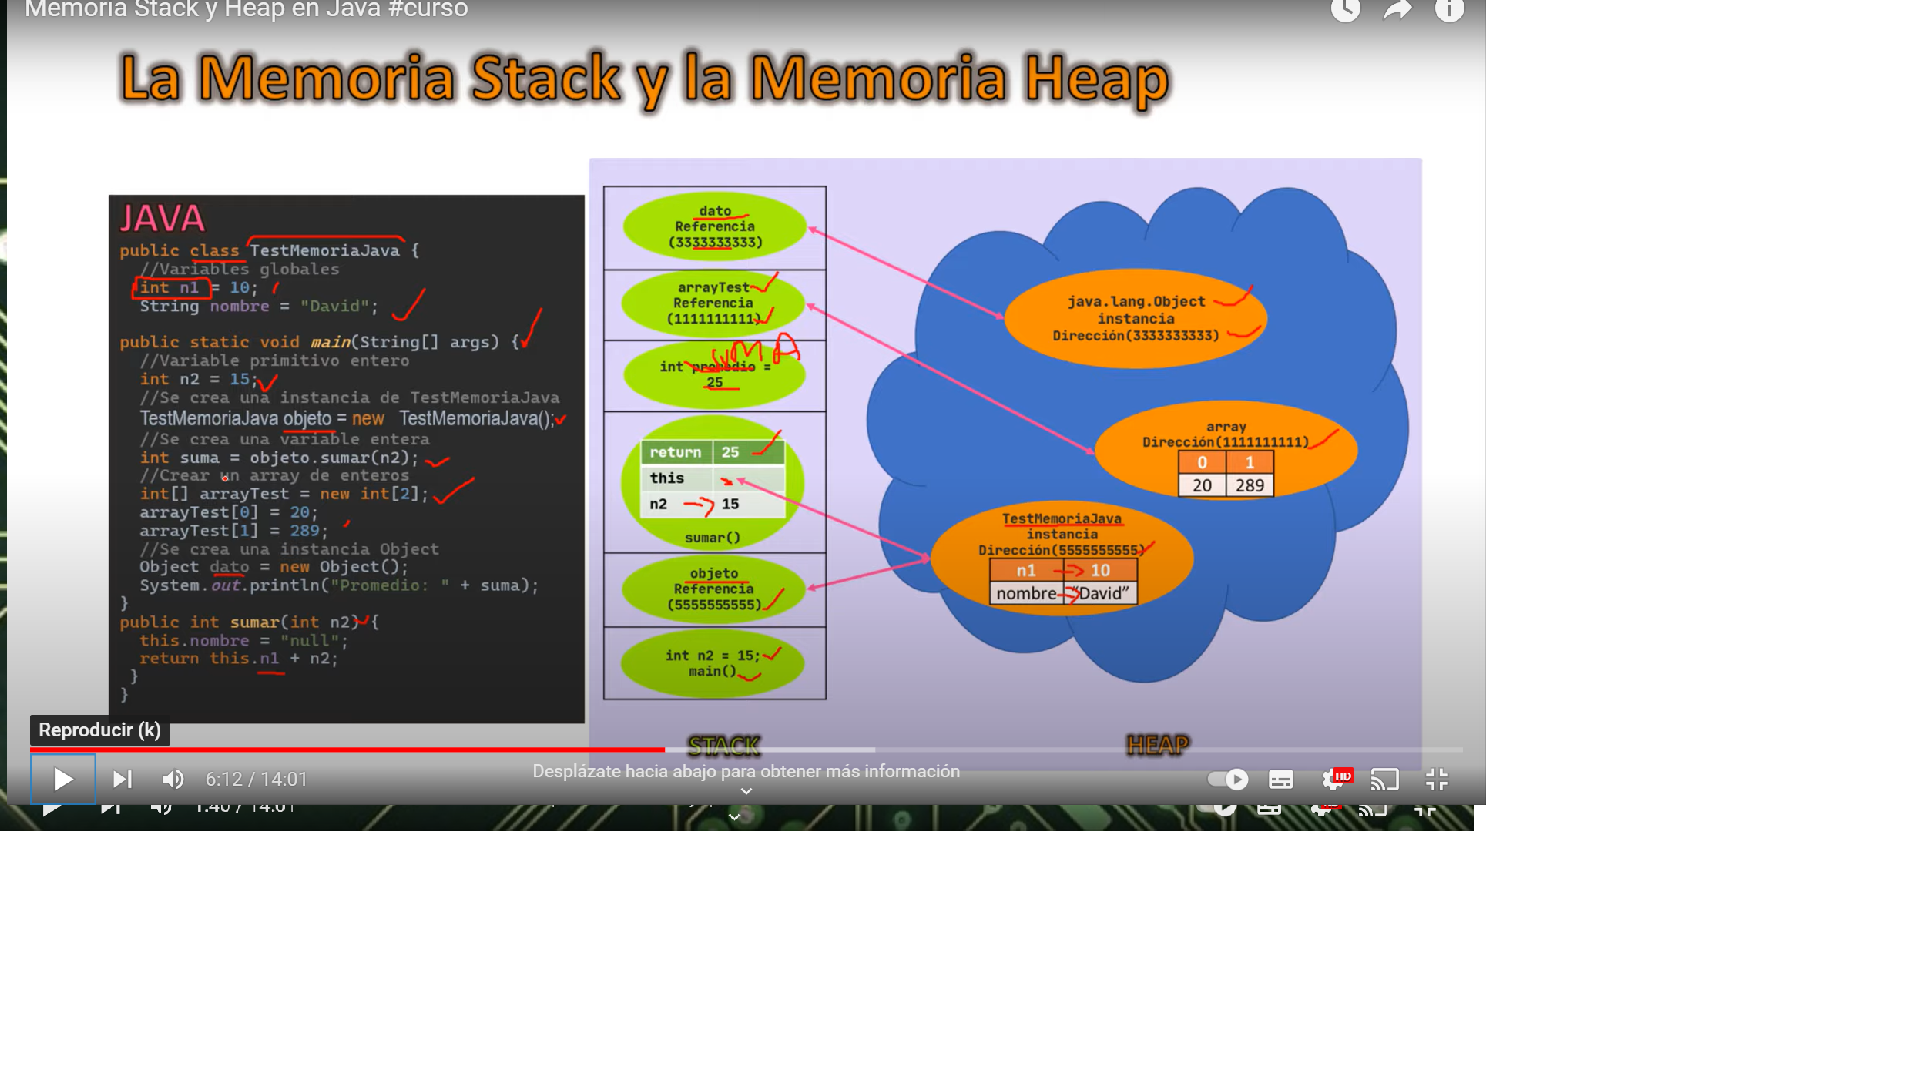 Memoria Stack y Heap en Java #curso
La Memoria Stack y la Memoria Heap
JAVA
public class TestMemoriaJava {
//Variables globales
int n1 = 10;
String nombre = "David";
public static void main(String[] args) {
//Variable primitivo entero
int n2 = 15;
//Se crea una instancia de TestMemoriaJava
TestMemoriaJava objeto = new TestMemoriaJava();
//Se crea una variable entera
int suma = objeto.sumar(n2);
//Crear un array de enteros
int[] arrayTest = new int[2];
arrayTest[0] = 20;
arrayTest[1] = 289;
//Se crea una instancia Object
Object dato = new Object();
System.out.println("Promedio: " + suma);
}
public int sumar(int n2) {
this.nombre = "null";
return this.n1 + n2;
}
}
dato
Referencia
(3333333333)
arrayTest
Referencia
(1111111111)
SUMA
int promedio =
25
return 25
this
n2 15
sumar()
objeto
Referencia
(5555555555)
int n2 = 15;
main()
STACK
java.lang.Object
instancia
Dirección(3333333333)
array
Dirección(1111111111)
0 1
20 289
TestMemoriaJava
instancia
Dirección(5555555555)
n1 10
nombre "David"
HEAP
Reproducir (k)
6:12 / 14:01
Desplázate hacia abajo para obtener más información
HD
1:40 / 14:01